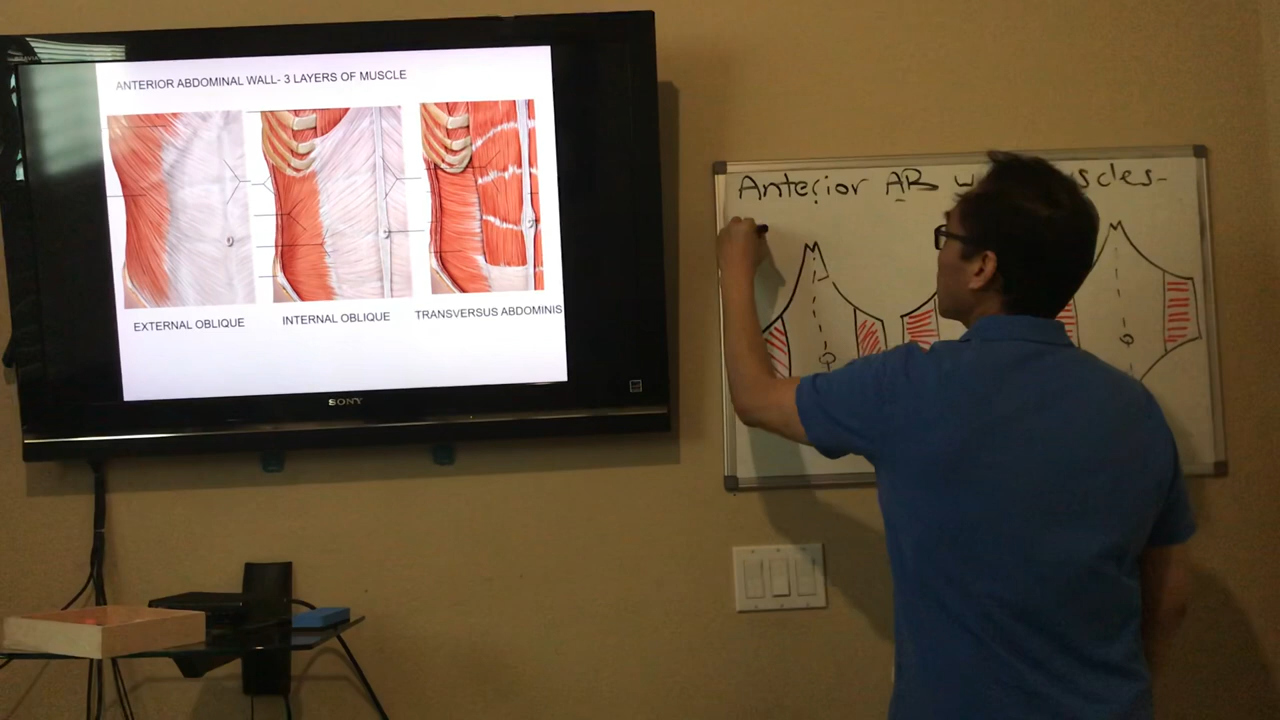 ANTERIOR ABDOMINAL WALL- 3 LAYERS OF MUSCLE
EXTERNAL OBLIQUE
INTERNAL OBLIQUE
TRANSVERSUS ABDOMINIS
SONY
Anterior AB